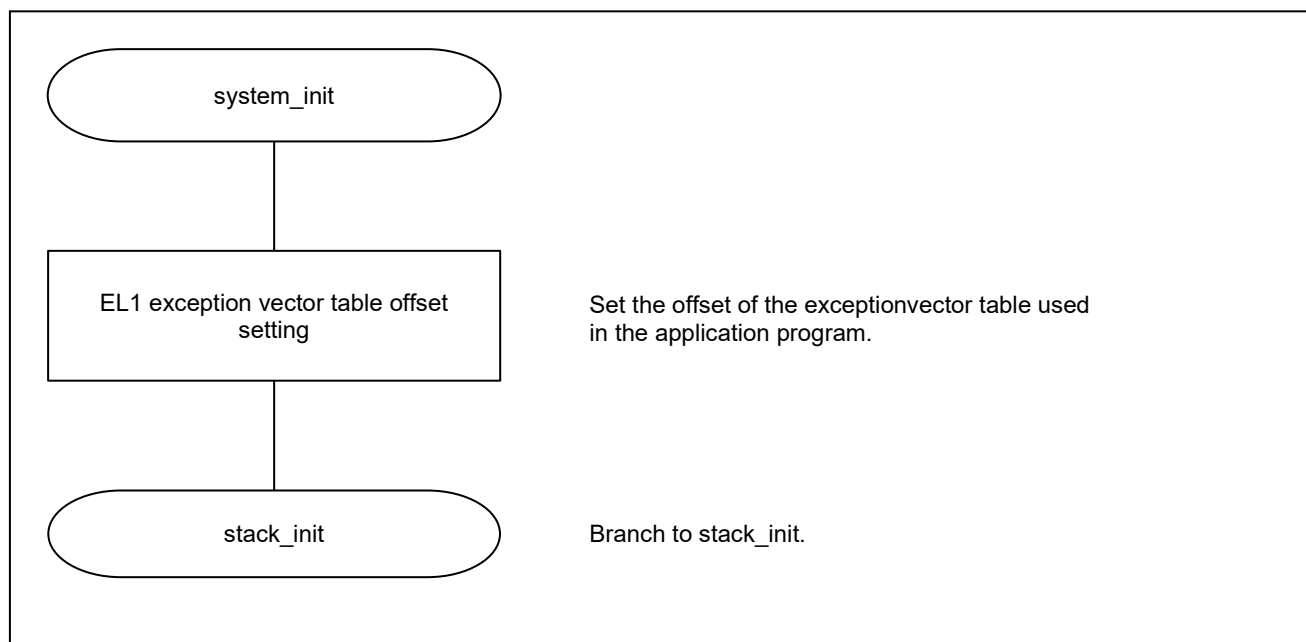 system_init
EL1 exception vector table offset
setting
Set the offset of the exceptionvector table used
in the application program.
stack_init
Branch to stack_init.